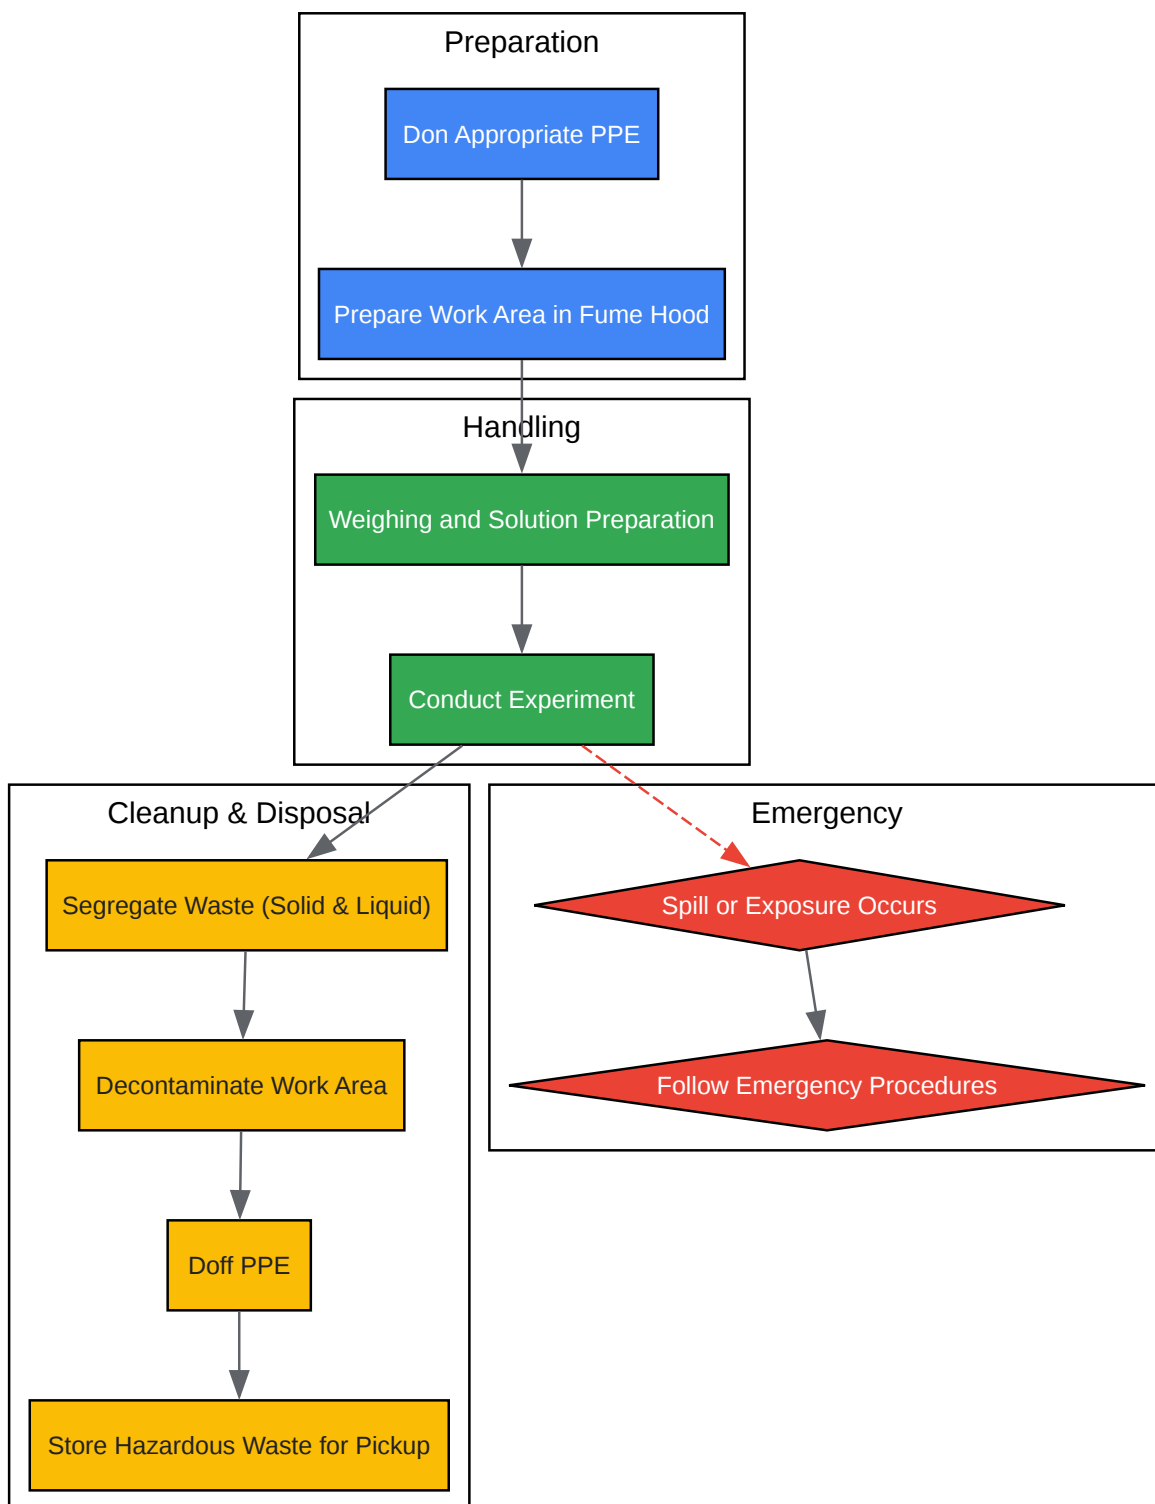 Preparation
Don Appropriate PPE
Prepare Work Area in Fume Hood
Handling
Weighing and Solution Preparation
Conduct Experiment
Cleanup & Disposal
Segregate Waste (Solid & Liquid)
Decontaminate Work Area
Doff PPE
Store Hazardous Waste for Pickup
Emergency
Spill or Exposure Occurs
Follow Emergency Procedures